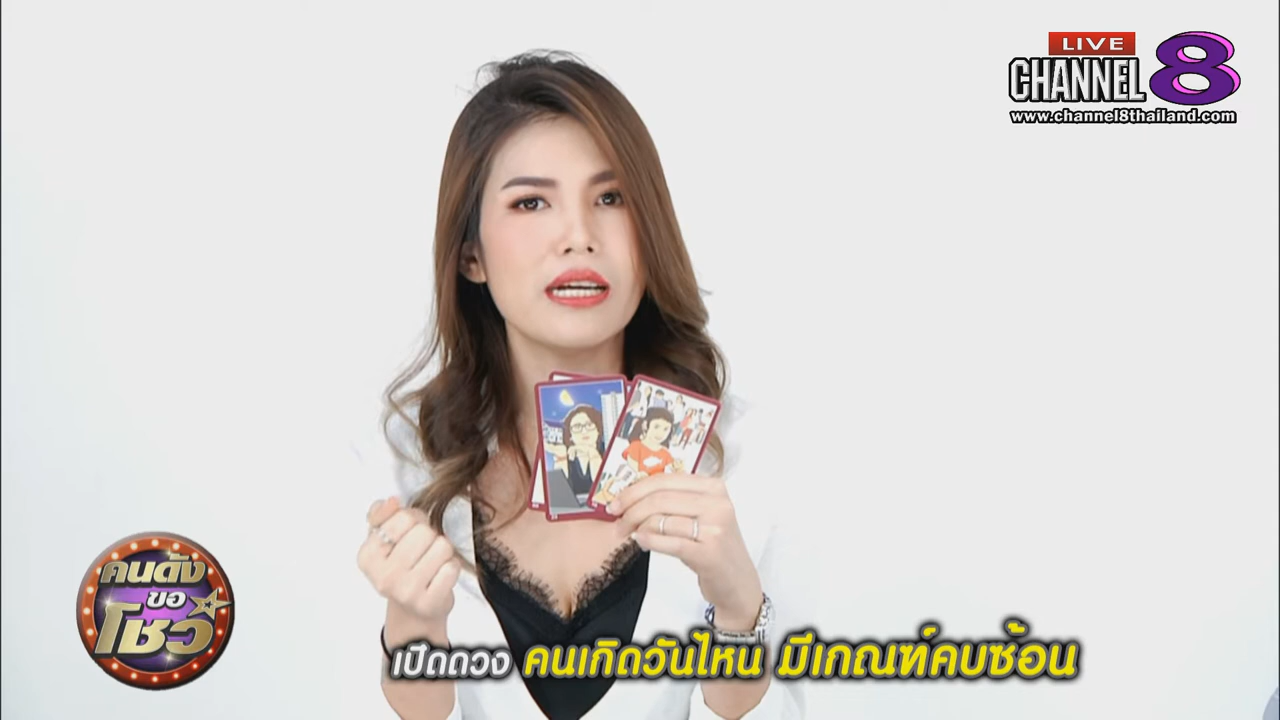 LIVE
CHANNEL 8
www.channel8thailand.com
คนดัง
ขอ
โชว์
เปิดดวง คนเกิดวันไหน มีเกณฑ์คบซ้อน